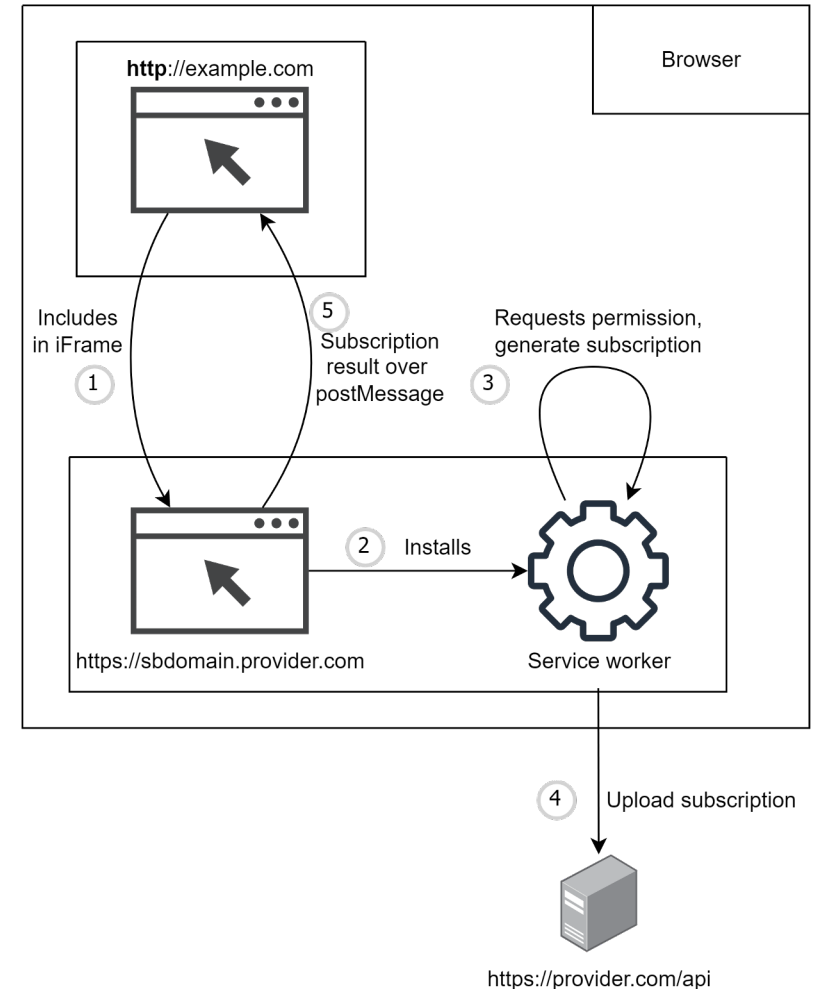 Browser
http://example.com
Includes
in iFrame
1
5
Subscription
result over
postMessage
Requests permission,
generate subscription
3
2
Installs
https://sbdomain.provider.com
Service worker
4
Upload subscription
https://provider.com/api